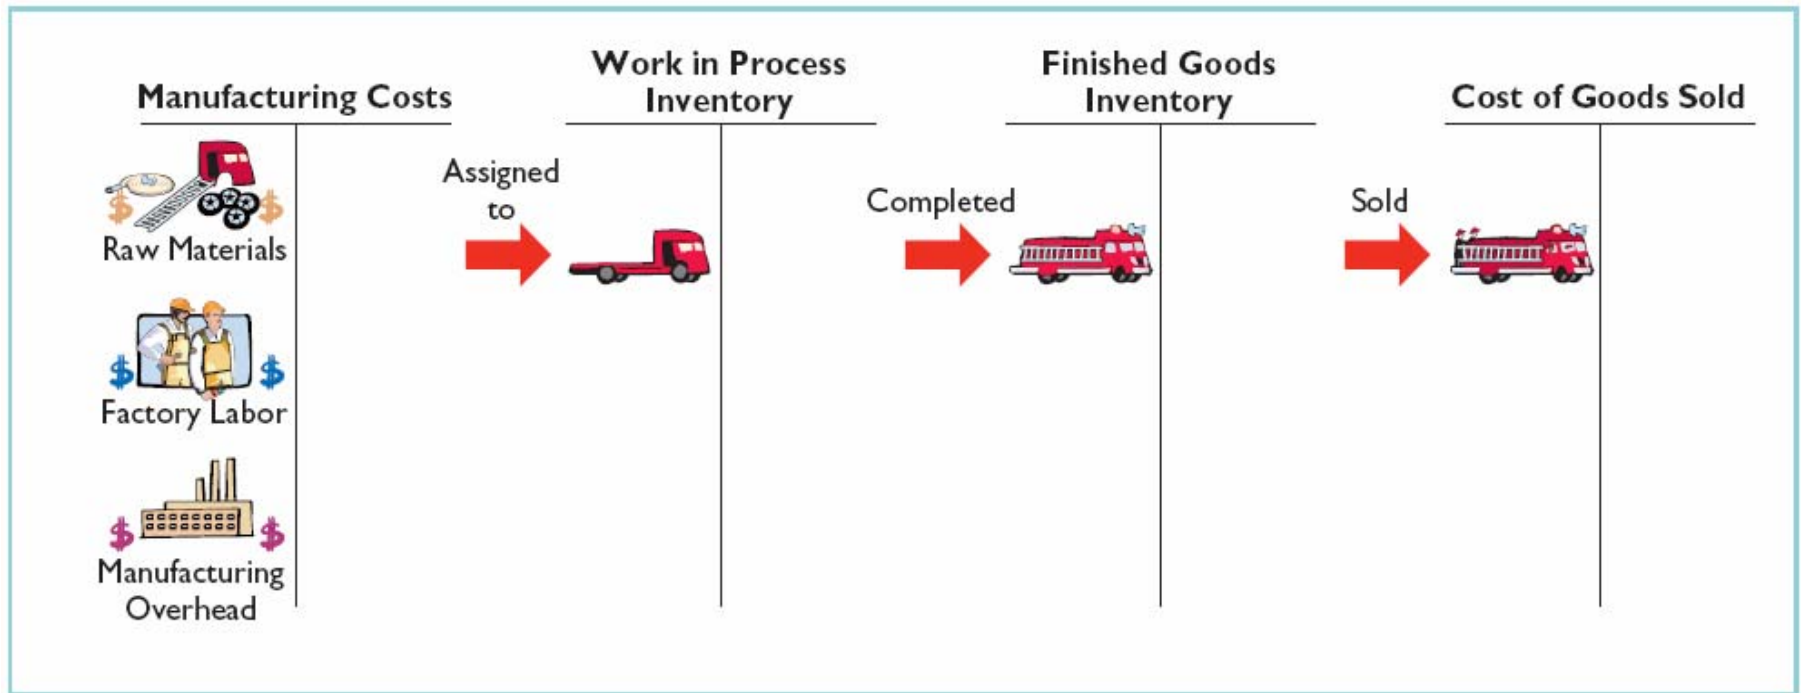 Manufacturing Costs
Work in Process
Inventory
Finished Goods
Inventory
Cost of Goods Sold
Assigned
to
Completed
Sold
$ $
Raw Materials
$ $
Factory Labor
$ $
Manufacturing
Overhead